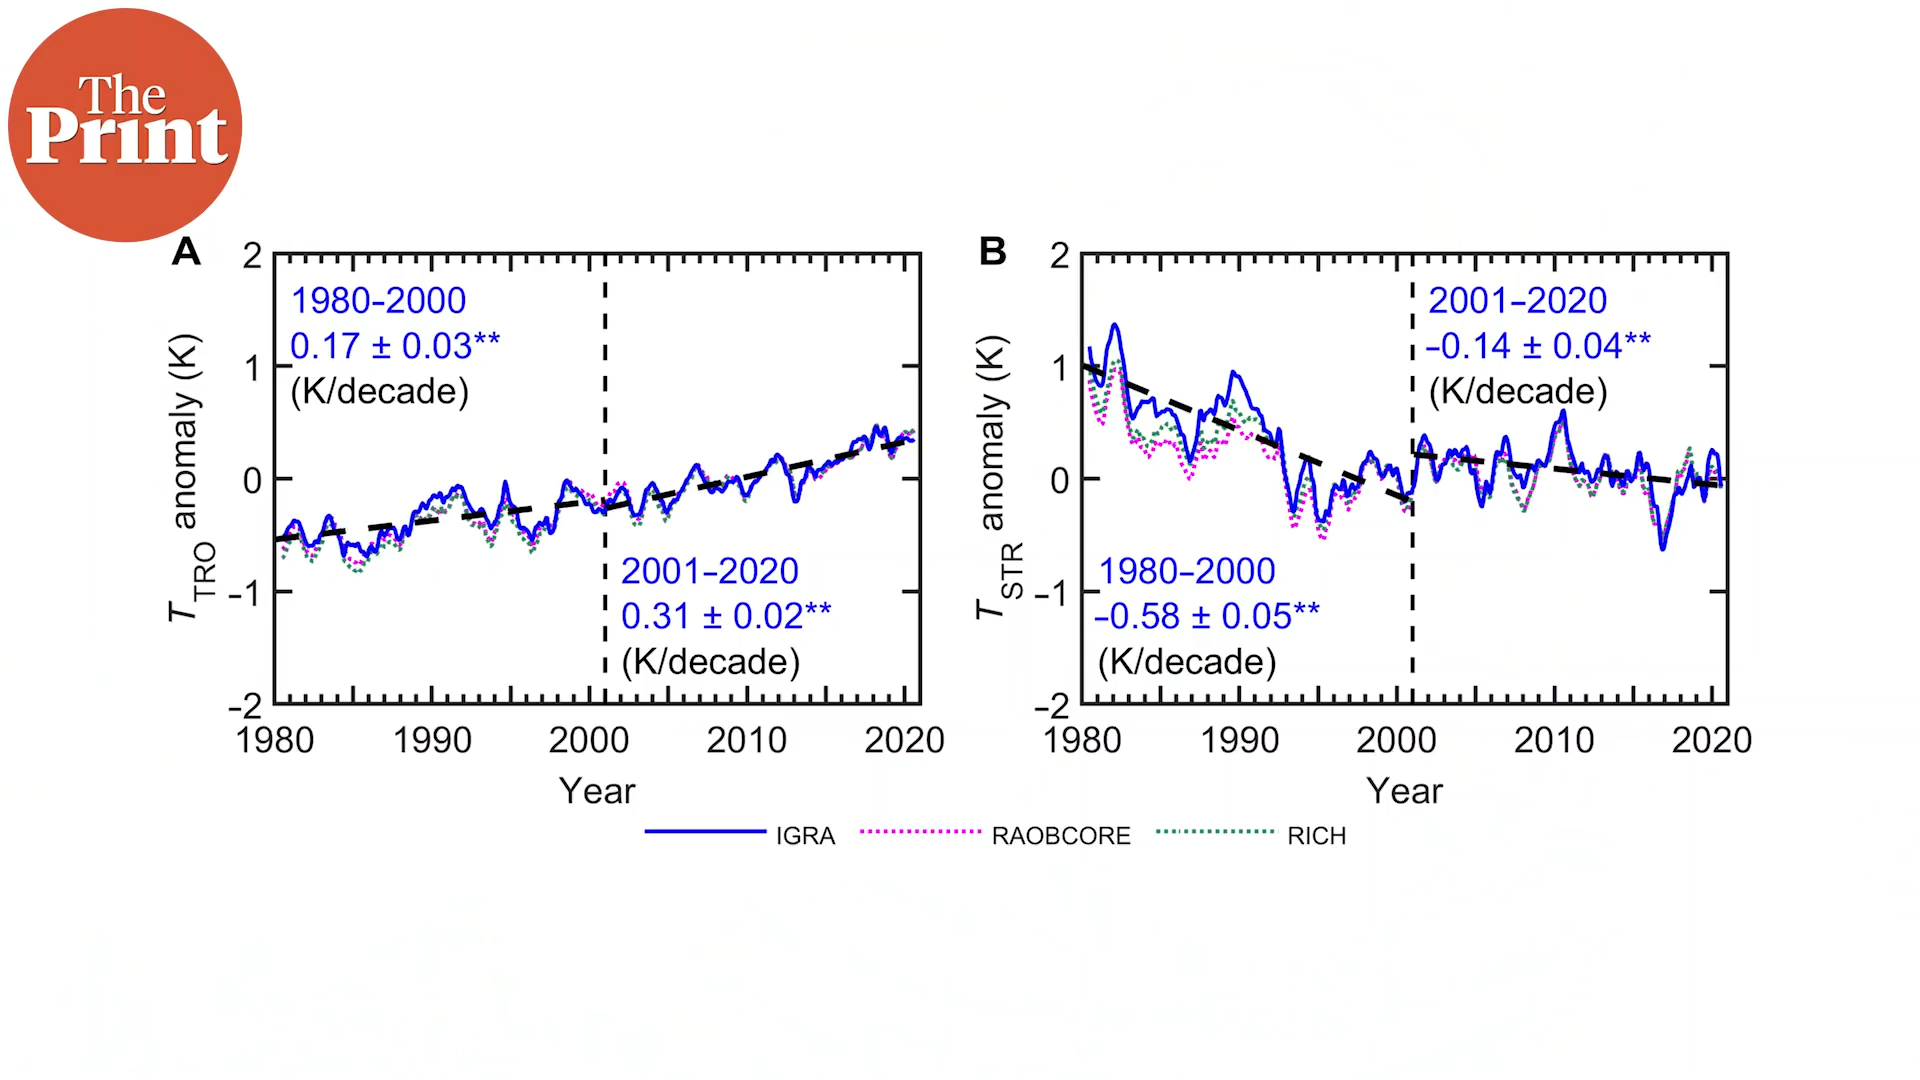 The
Print
A
2
1
0
–1
–2
T TRO anomaly (K)
1980–2000
0.17 ± 0.03**
(K/decade)
2001–2020
0.31 ± 0.02**
(K/decade)
1980 1990 2000 2010 2020
Year
B
2
1
0
–1
–2
T STR anomaly (K)
2001–2020
–0.14 ± 0.04**
(K/decade)
1980–2000
–0.58 ± 0.05**
(K/decade)
1980 1990 2000 2010 2020
Year
IGRA RAOBCORE RICH